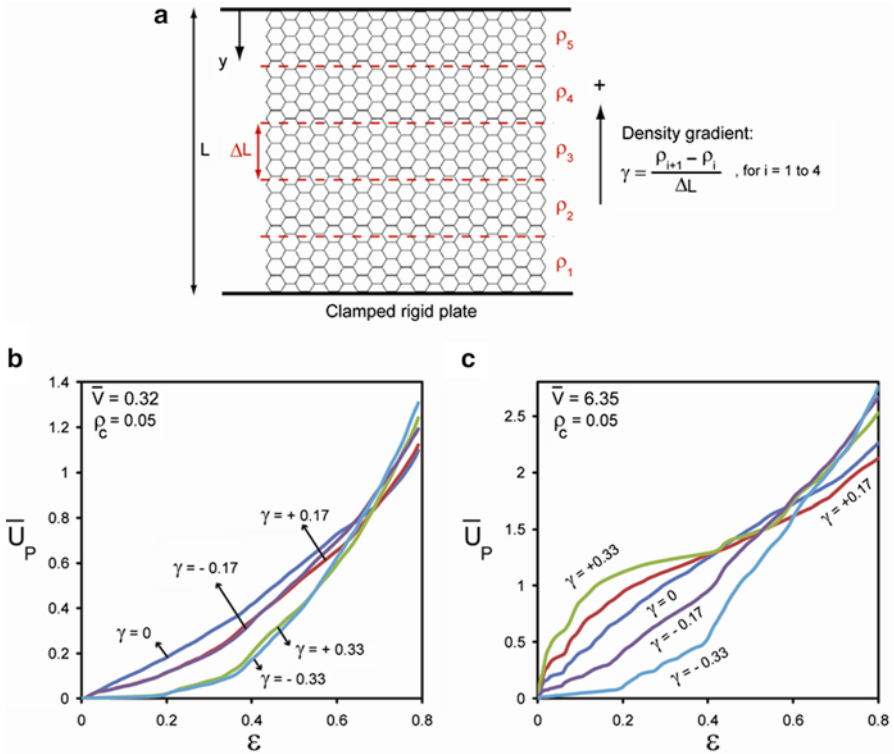 a
y
L
ΔL
ρ5
ρ4
ρ3
ρ2
ρ1
+
Density gradient:
γ = (ρi+1 − ρi) / ΔL , for i = 1 to 4
Clamped rigid plate
b
V̅ = 0.32
ρc = 0.05
1.4
1.2
1
0.8
0.6
0.4
0.2
0
U̅P
γ = + 0.17
γ = - 0.17
γ = 0
γ = + 0.33
γ = - 0.33
0 0.2 0.4 0.6 0.8
ε
c
V̅ = 6.35
ρc = 0.05
2.5
2
1.5
1
0.5
0
U̅P
γ = +0.33
γ = +0.17
γ = 0
γ = - 0.17
γ = - 0.33
0 0.2 0.4 0.6 0.8
ε